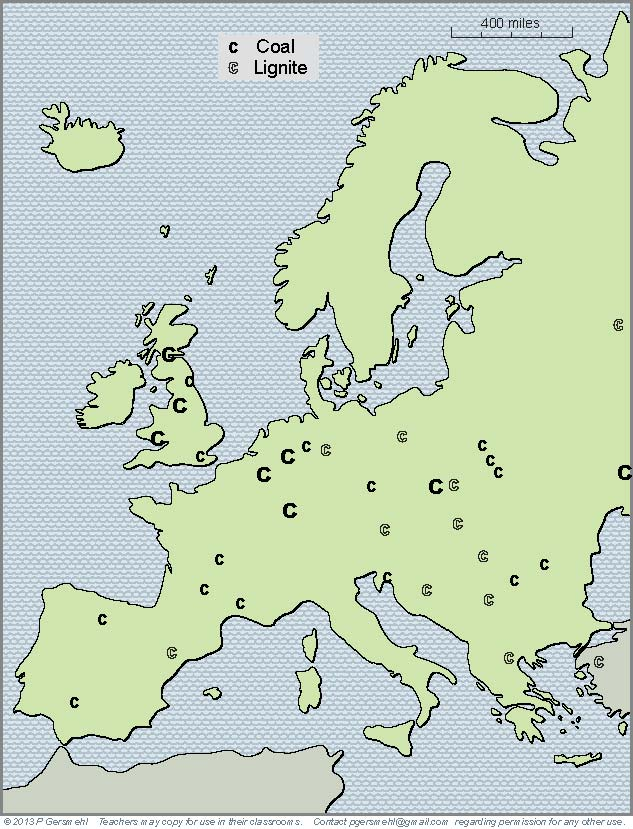 400 miles
C Coal
C Lignite
© 2013 P Gersmehl Teachers may copy for use in their classrooms. Contact pgersmehl@gmail.com regarding permission for any other use.